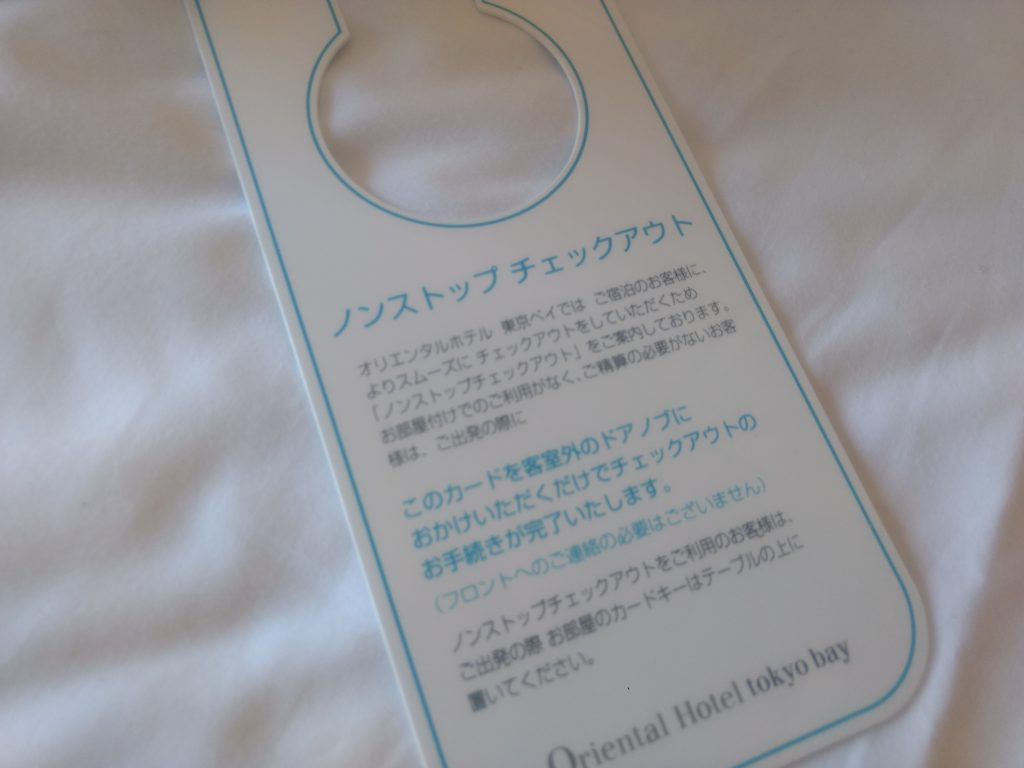 ノンストップ チェックアウト
オリエンタルホテル 東京ベイでは ご宿泊のお客様に、
よりスムーズに チェックアウトをしていただくため
「ノンストップチェックアウト」をご案内しております。
お部屋付けでのご利用がなく、ご精算の必要がないお客
様は、ご出発の際に
このカードを客室外のドアノブに
おかけいただくだけでチェックアウトの
お手続きが完了いたします。
(フロントへのご連絡の必要はございません)
ノンストップチェックアウトをご利用のお客様は、
ご出発の際 お部屋のカードキーはテーブルの上に
置いてください。
Oriental Hotel tokyo bay